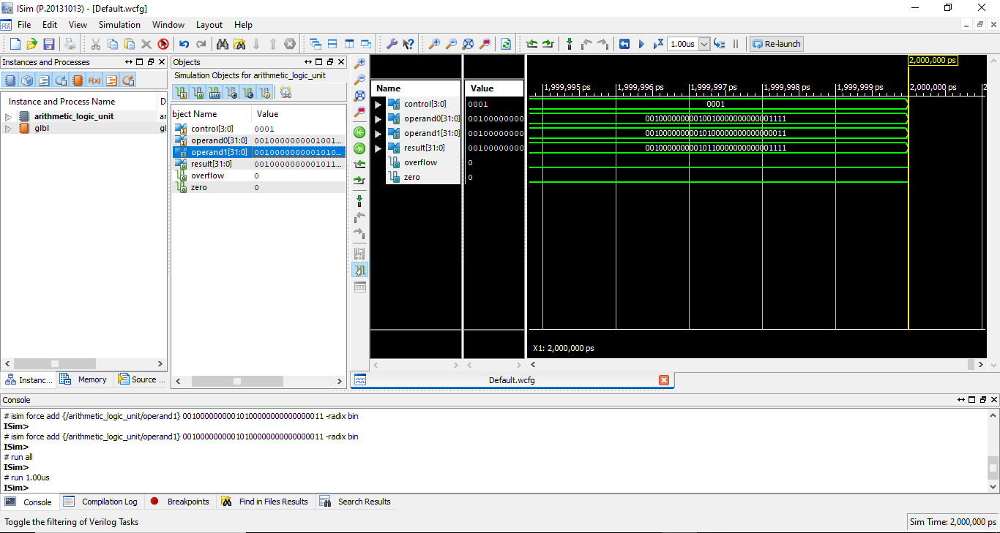 ISim (P.20131013) - [Default.wcfg]
File Edit View Simulation Window Layout Help
1.00us Re-launch
Instances and Processes
Instance and Process Name D
arithmetic_logic_unit ar
glbl gl
Instanc... Memory Source ...
Objects
Simulation Objects for arithmetic_logic_unit
bject Name Value
control[3:0] 0001
operand0[31:0] 0010000000001001...
operand1[31:0] 0010000000001010...
result[31:0] 0010000000001011...
overflow 0
zero 0
Name Value
control[3:0] 0001
operand0[31:0] 00100000000
operand1[31:0] 00100000000
result[31:0] 00100000000
overflow 0
zero 0
2,000,000 ps
1,999,995 ps 1,999,996 ps 1,999,997 ps 1,999,998 ps 1,999,999 ps 2,000,000 ps 2
0001
00100000000010010000000000001111
00100000000010100000000000000011
00100000000010110000000000001111
X1: 2,000,000 ps
Default.wcfg
Console
# isim force add {/arithmetic_logic_unit/operand1} 00100000000010100000000000000011 -radix bin
ISim>
# isim force add {/arithmetic_logic_unit/operand1} 00100000000010100000000000000011 -radix bin
ISim>
# run all
ISim>
# run 1.00us
ISim>
Console Compilation Log Breakpoints Find in Files Results Search Results
Toggle the filtering of Verilog Tasks Sim Time: 2,000,000 ps